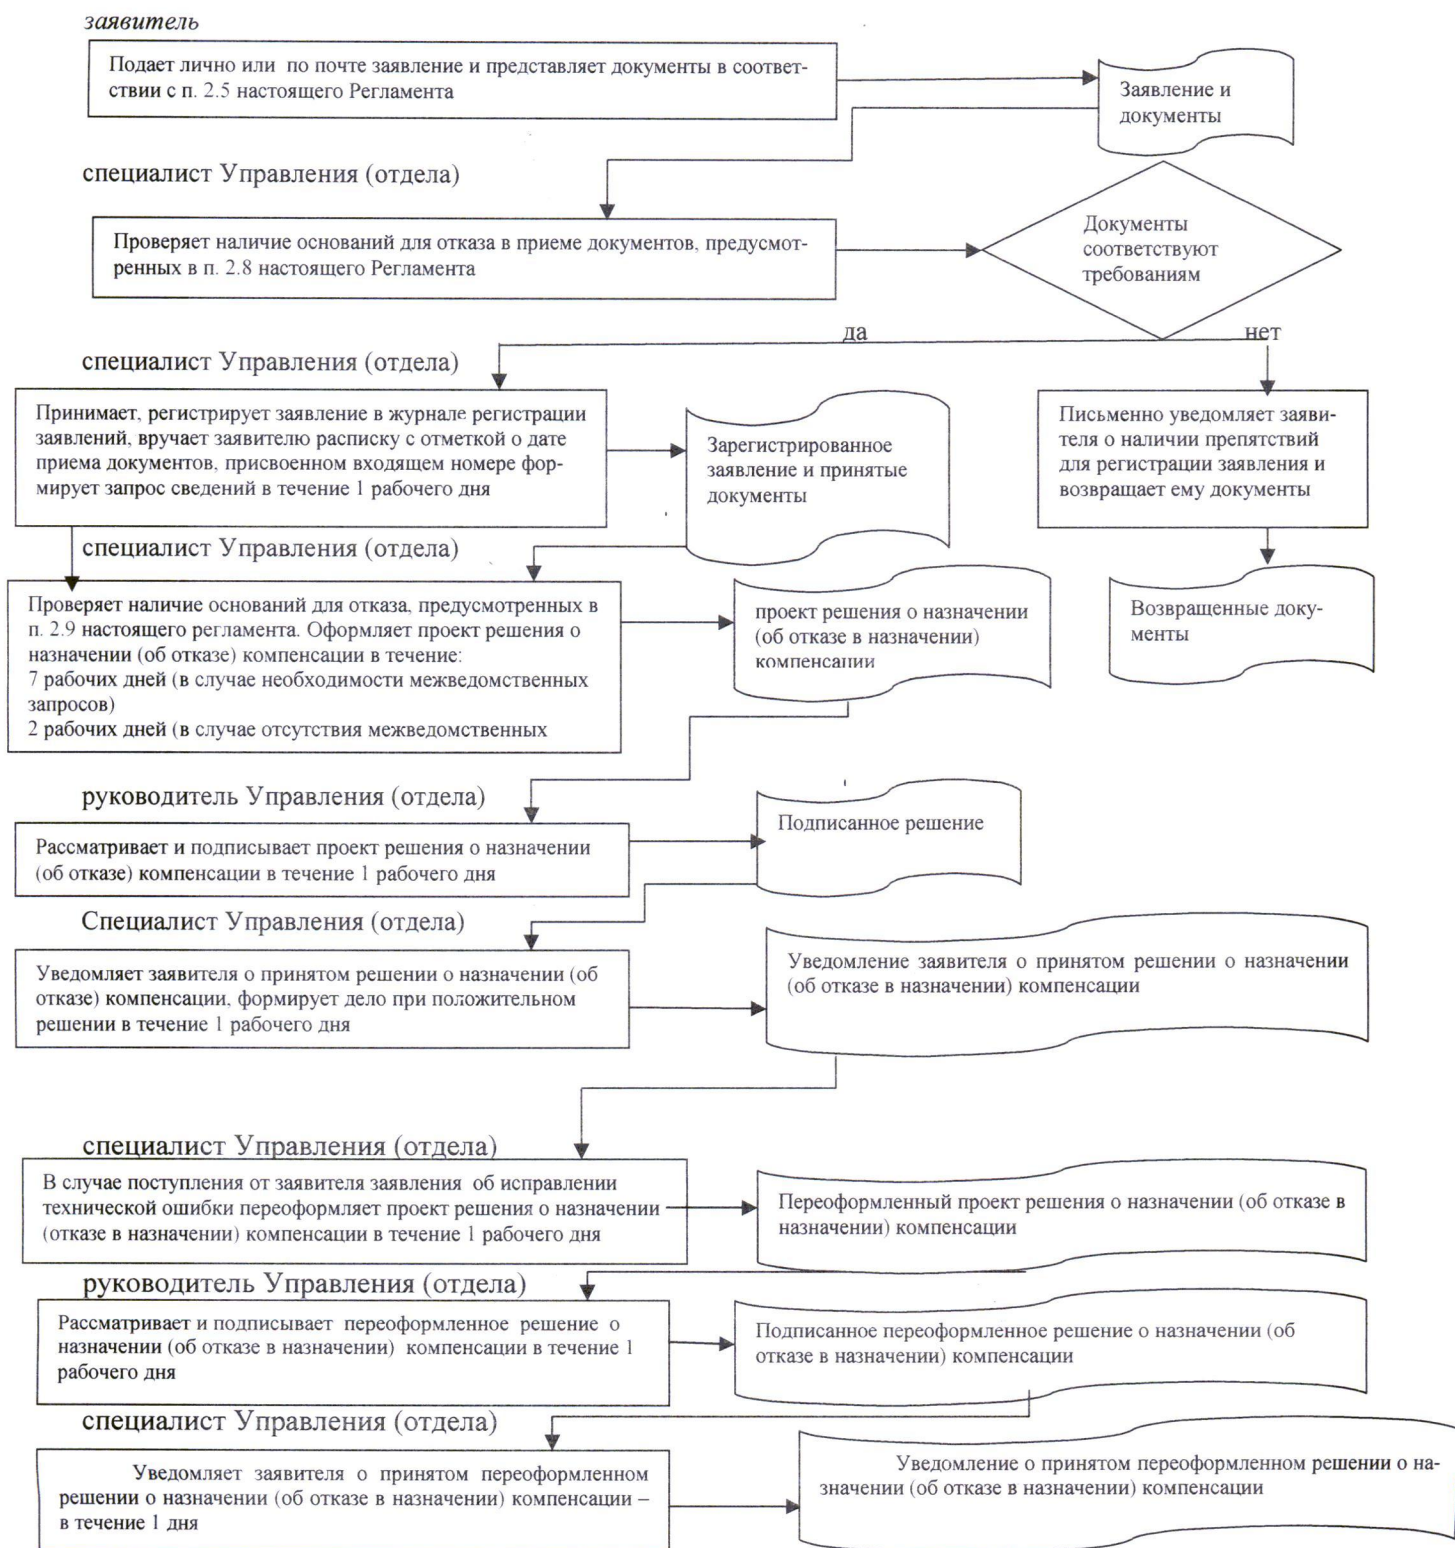 заявитель
Подает лично или по почте заявление и представляет документы в соответ-
ствии с п. 2.5 настоящего Регламента
Заявление и
документы
специалист Управления (отдела)
Проверяет наличие оснований для отказа в приеме документов, предусмот-
ренных в п. 2.8 настоящего Регламента
Документы
соответствуют
требованиям
да
нет
специалист Управления (отдела)
Принимает, регистрирует заявление в журнале регистрации
заявлений, вручает заявителю расписку с отметкой о дате
приема документов, присвоенном входящем номере фор-
мирует запрос сведений в течение 1 рабочего дня
Зарегистрированное
заявление и принятые
документы
Письменно уведомляет заяви-
теля о наличии препятствий
для регистрации заявления и
возвращает ему документы
специалист Управления (отдела)
Проверяет наличие оснований для отказа, предусмотренных в
п. 2.9 настоящего регламента. Оформляет проект решения о
назначении (об отказе) компенсации в течение:
7 рабочих дней (в случае необходимости межведомственных
запросов)
2 рабочих дней (в случае отсутствия межведомственных
проект решения о назначении
(об отказе в назначении)
компенсации
Возвращенные доку-
менты
руководитель Управления (отдела)
Рассматривает и подписывает проект решения о назначении
(об отказе) компенсации в течение 1 рабочего дня
Подписанное решение
Специалист Управления (отдела)
Уведомляет заявителя о принятом решении о назначении (об
отказе) компенсации, формирует дело при положительном
решении в течение 1 рабочего дня
Уведомление заявителя о принятом решении о назначении
(об отказе в назначении) компенсации
специалист Управления (отдела)
В случае поступления от заявителя заявления об исправлении
технической ошибки переоформляет проект решения о назначении
(отказе в назначении) компенсации в течение 1 рабочего дня
Переоформленный проект решения о назначении (об отказе в
назначении) компенсации
руководитель Управления (отдела)
Рассматривает и подписывает переоформленное решение о
назначении (об отказе в назначении) компенсации в течение 1
рабочего дня
Подписанное переоформленное решение о назначении (об
отказе в назначении) компенсации
специалист Управления (отдела)
Уведомляет заявителя о принятом переоформленном
решении о назначении (об отказе в назначении) компенсации –
в течение 1 дня
Уведомление о принятом переоформленном решении о на-
значении (об отказе в назначении) компенсации